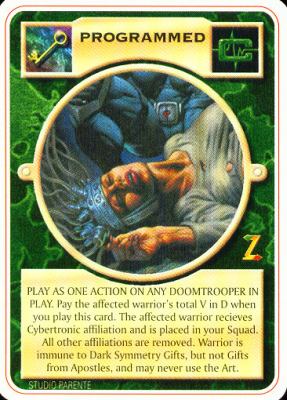 PROGRAMMED
PLAY AS ONE ACTION ON ANY DOOMTROOPER IN
PLAY. Pay the affected warrior's total V in D when
you play this card. The affected warrior recieves
Cybertronic affiliation and is placed in your Squad.
All other affiliations are removed. Warrior is
immune to Dark Symmetry Gifts, but not Gifts
from Apostles, and may never use the Art.
STUDIO PARENTE